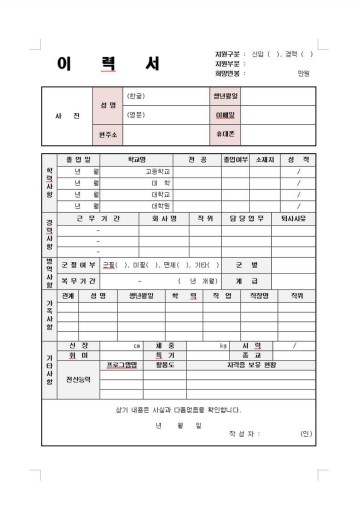 이 력 서
지원구분 : 신입 ( ), 경력 ( )
지원부문 :
희망연봉 : 만원
사 진
성 명
(한글)
생년월일
(영문)
이메일
현주소
휴대폰
학력사항
졸 업 일 학교명 전 공 졸업여부 소재지 성 적
년 월 고등학교 /
년 월 대 학 /
년 월 대학교 /
년 월 대학원 /
경력사항
근 무 기 간 회 사 명 직 위 담 당 업 무 퇴사사유
~
~
~
병역사항
군필여부 군필( ), 미필( ), 면제( ), 기타( ) 군 별
복무기간 ~ ( 년 개월) 계 급
가족사항
관계 성 명 생년월일 학 력 직 업 직장명 직위
기타사항
신 장 cm 체 중 kg 시 력 /
취 미 특 기 종 교
전산능력
프로그램명 활용도 자격증 보유 현황
상기 내용은 사실과 다름없음을 확인합니다.
년 월 일
작 성 자 : (인)